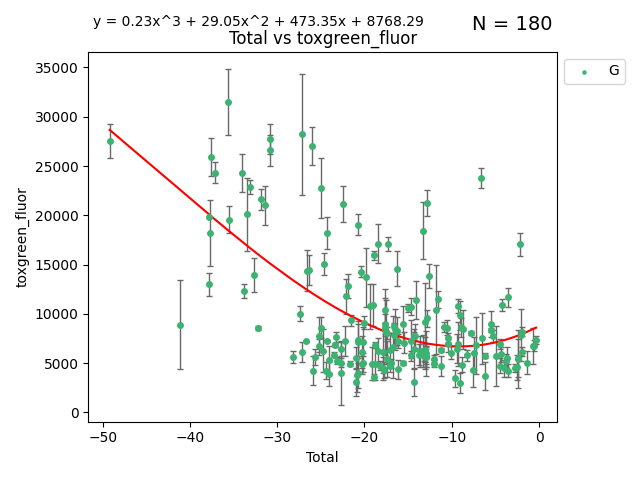 y = 0.23x^3 + 29.05x^2 + 473.35x + 8768.29
N = 180
Total vs toxgreen_fluor
G
toxgreen_fluor
35000
30000
25000
20000
15000
10000
5000
0
−50
−40
−30
−20
−10
0
Total